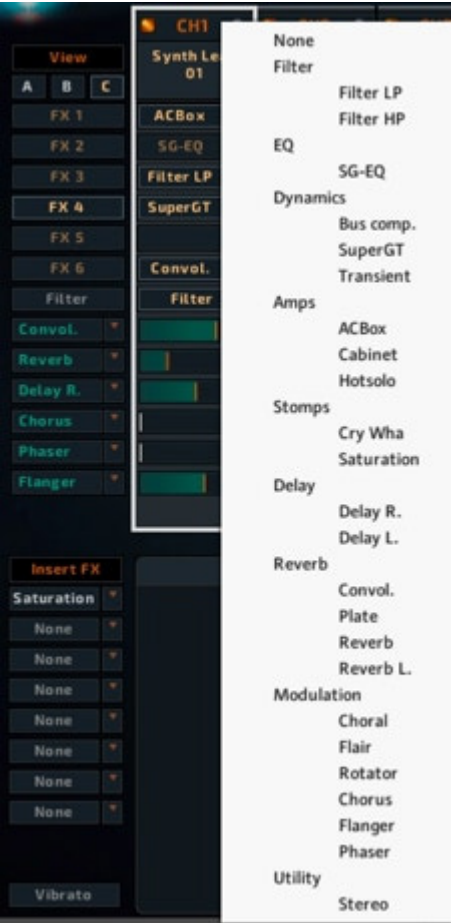 View
A B C
FX 1
FX 2
FX 3
FX 4
FX 5
FX 6
Filter
Convol.
Reverb
Delay R.
Chorus
Phaser
Flanger
Insert FX
Saturation
None
None
None
None
None
None
None
Vibrato
CH1
Synth Le
01
ACBox
SG-EQ
Filter LP
SuperGT
Convol.
Filter
None
Filter
Filter LP
Filter HP
EQ
SG-EQ
Dynamics
Bus comp.
SuperGT
Transient
Amps
ACBox
Cabinet
Hotsolo
Stomps
Cry Wha
Saturation
Delay
Delay R.
Delay L.
Reverb
Convol.
Plate
Reverb
Reverb L.
Modulation
Choral
Flair
Rotator
Chorus
Flanger
Phaser
Utility
Stereo